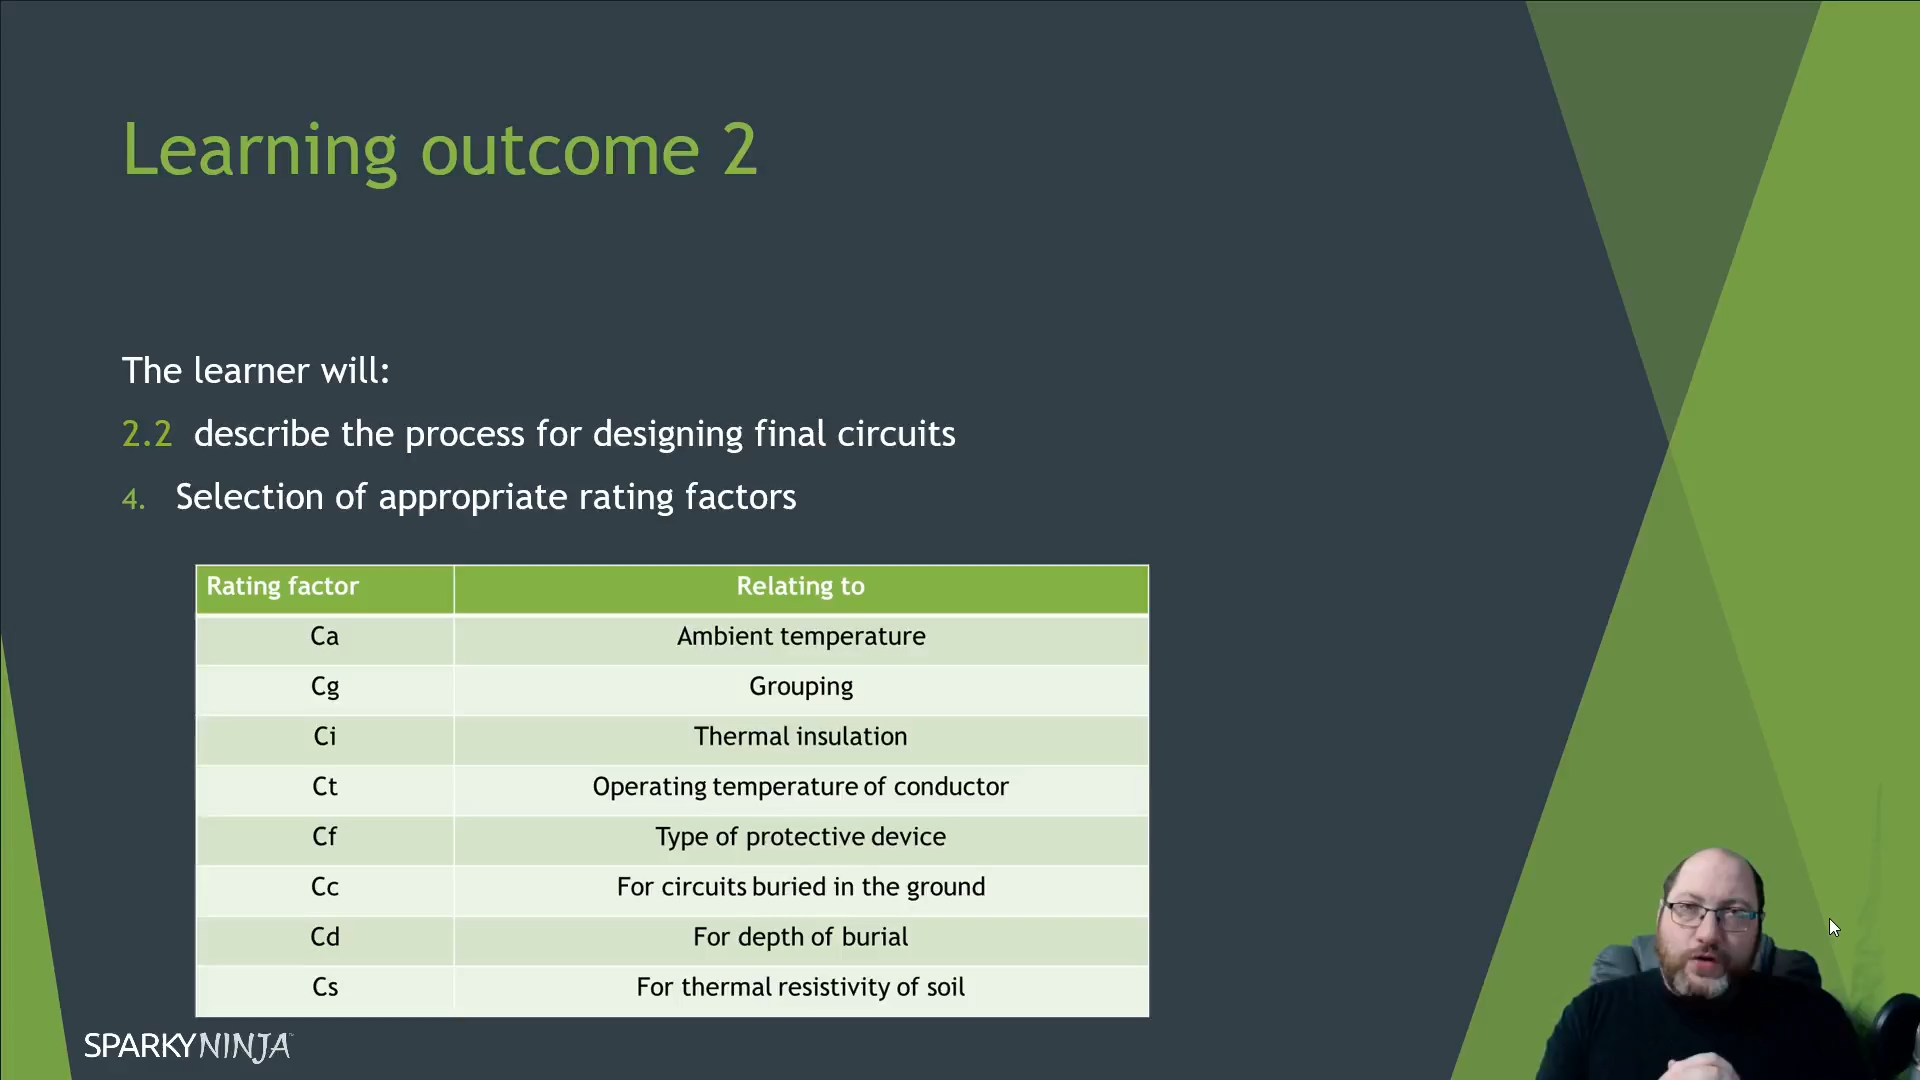 Learning outcome 2
The learner will:
2.2 describe the process for designing final circuits
4. Selection of appropriate rating factors
Rating factor Relating to
Ca Ambient temperature
Cg Grouping
Ci Thermal insulation
Ct Operating temperature of conductor
Cf Type of protective device
Cc For circuits buried in the ground
Cd For depth of burial
Cs For thermal resistivity of soil
SPARKYNINJA